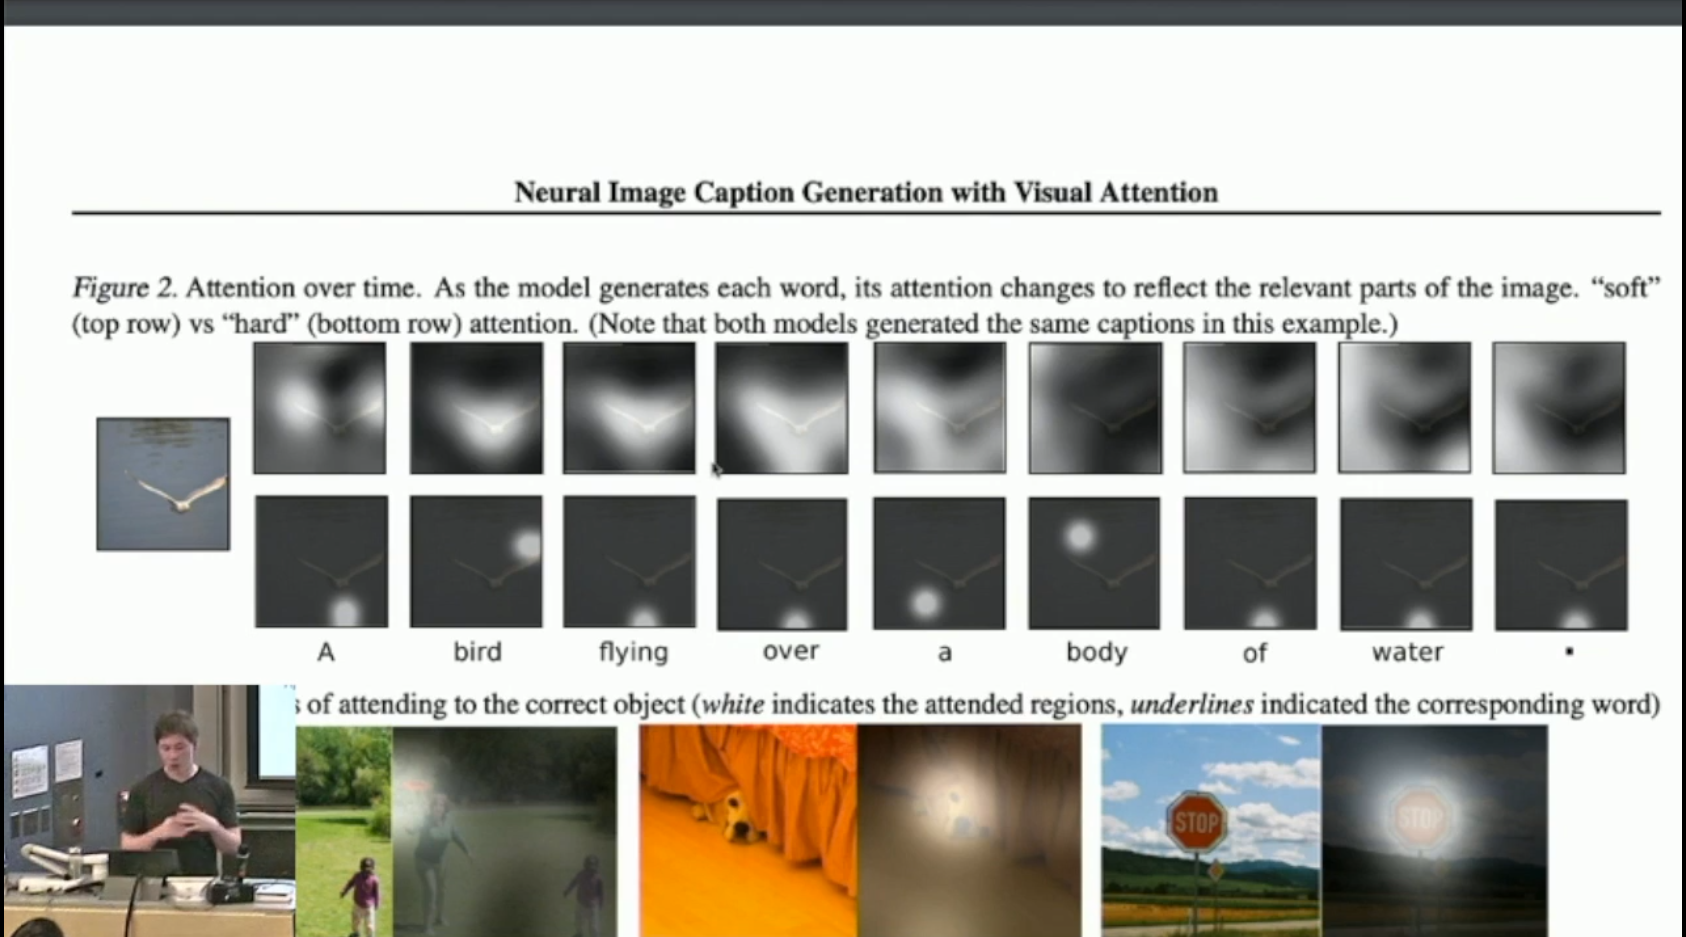 Neural Image Caption Generation with Visual Attention
Figure 2. Attention over time. As the model generates each word, its attention changes to reflect the relevant parts of the image. “soft”
(top row) vs “hard” (bottom row) attention. (Note that both models generated the same captions in this example.)
A bird flying over a body of water .
of attending to the correct object (white indicates the attended regions, underlines indicated the corresponding word)
STOP STOP